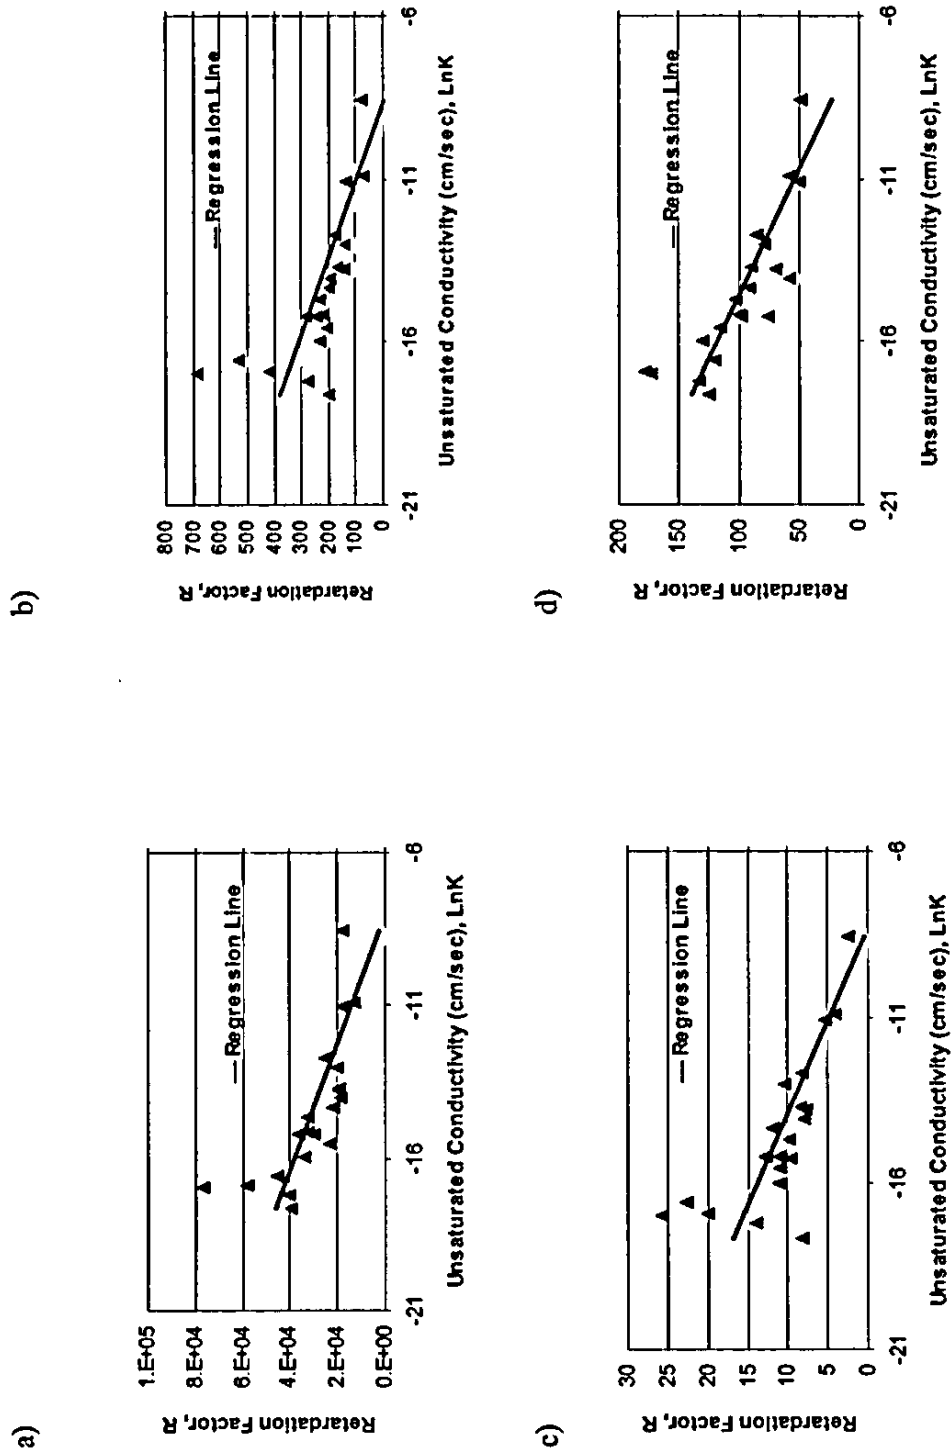 a)
Retardation Factor, R
1.E+05
8.E+04
6.E+04
4.E+04
2.E+04
0.E+00
-21
-16
-11
-6
Regression Line
Unsaturated Conductivity (cm/sec), LnK
b)
Retardation Factor, R
800
700
600
500
400
300
200
100
0
-21
-16
-11
-6
Regression Line
Unsaturated Conductivity (cm/sec), LnK
c)
Retardation Factor, R
30
25
20
15
10
5
0
-21
-16
-11
-6
Regression Line
Unsaturated Conductivity (cm/sec), LnK
d)
Retardation Factor, R
200
150
100
50
0
-21
-16
-11
-6
Regression Line
Unsaturated Conductivity (cm/sec), LnK